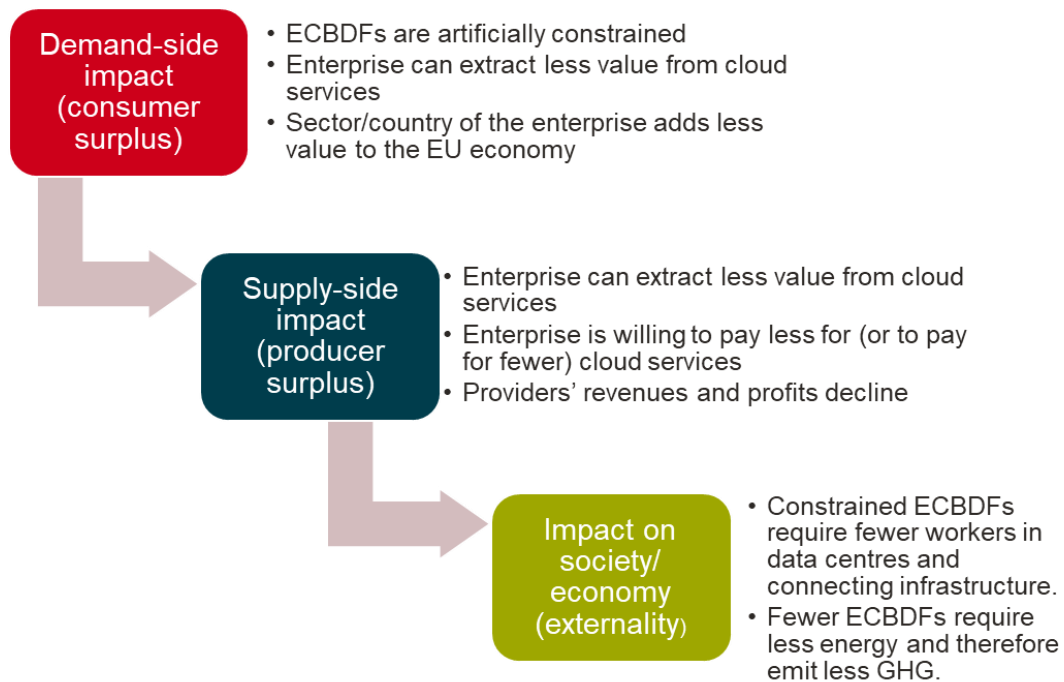 Demand-side
impact
(consumer
surplus)
• ECBDFs are artificially constrained
• Enterprise can extract less value from cloud
services
• Sector/country of the enterprise adds less
value to the EU economy
Supply-side
impact
(producer
surplus)
• Enterprise can extract less value from cloud
services
• Enterprise is willing to pay less for (or to pay
for fewer) cloud services
• Providers’ revenues and profits decline
Impact on
society/
economy
(externality)
• Constrained ECBDFs
require fewer workers in
data centres and
connecting infrastructure.
• Fewer ECBDFs require
less energy and therefore
emit less GHG.